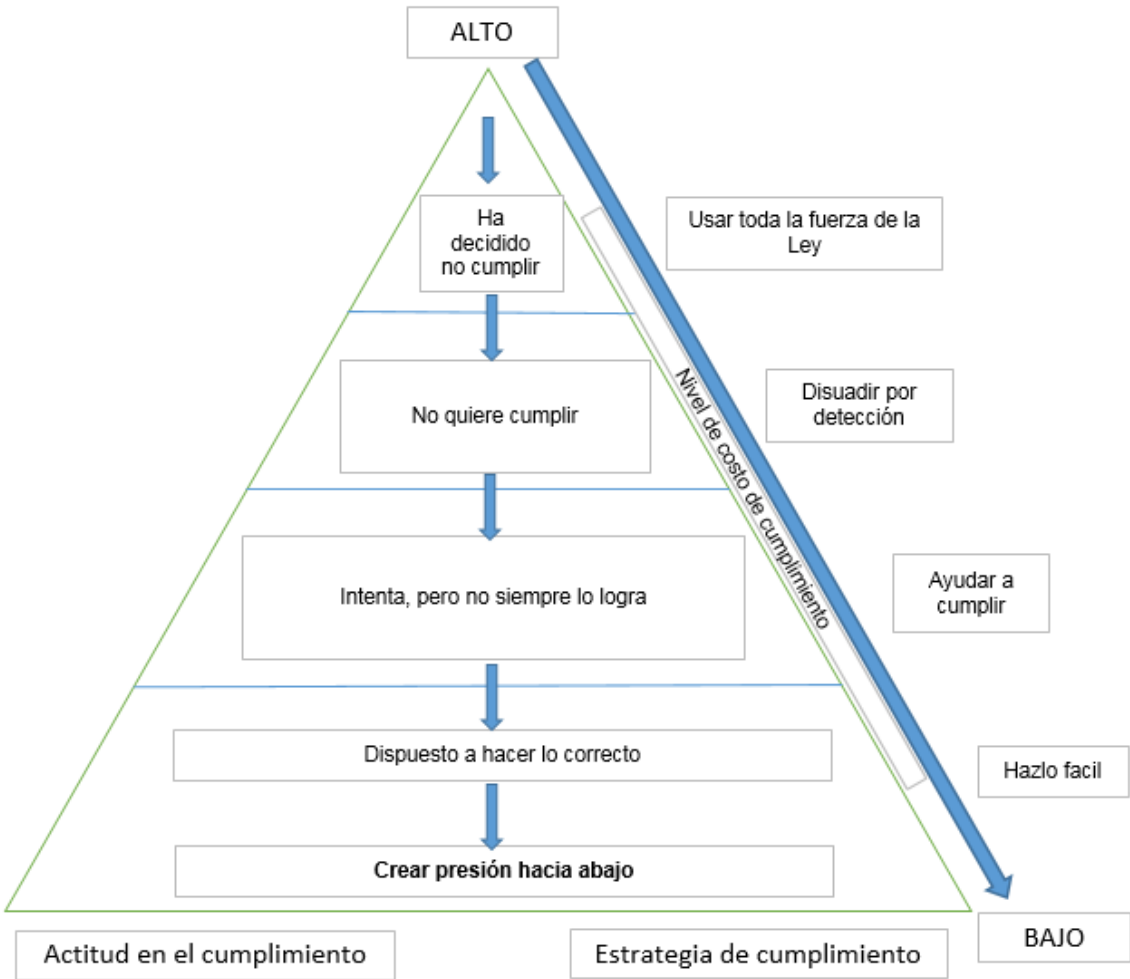 ALTO
Ha
decidido
no cumplir
Usar toda la fuerza de la
Ley
No quiere cumplir
Disuadir por
detección
Nivel de costo de cumplimiento
Intenta, pero no siempre lo logra
Ayudar a
cumplir
Dispuesto a hacer lo correcto
Hazlo facil
Crear presión hacia abajo
Actitud en el cumplimiento
Estrategia de cumplimiento
BAJO